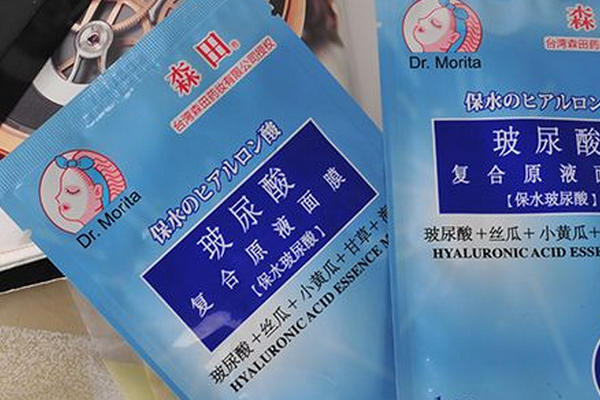 森田®
台湾森田药妆有限公司授权
Dr. Morita
保水のヒアルロン酸
玻尿酸
复合原液面膜
【保水玻尿酸】
玻尿酸+丝瓜+小黄瓜+甘草+海
HYALURONIC ACID ESSENCE M
森
台湾森田药
Dr. Morita
保水のヒアルロン
玻尿酸
复合原液面
【保水玻尿酸】
玻尿酸+丝瓜+小黄瓜+
HYALURONIC ACID ESSE